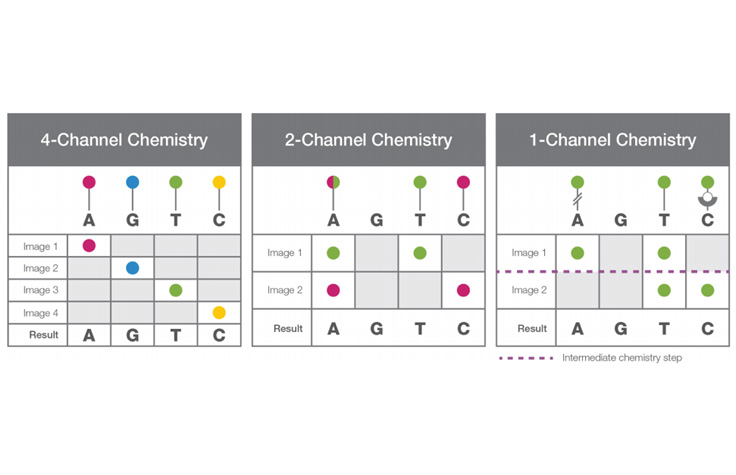 4-Channel Chemistry
A G T C
Image 1
Image 2
Image 3
Image 4
Result A G T C
2-Channel Chemistry
A G T C
Image 1
Image 2
Result A G T C
1-Channel Chemistry
A G T C
Image 1
Image 2
Result A G T C
Intermediate chemistry step